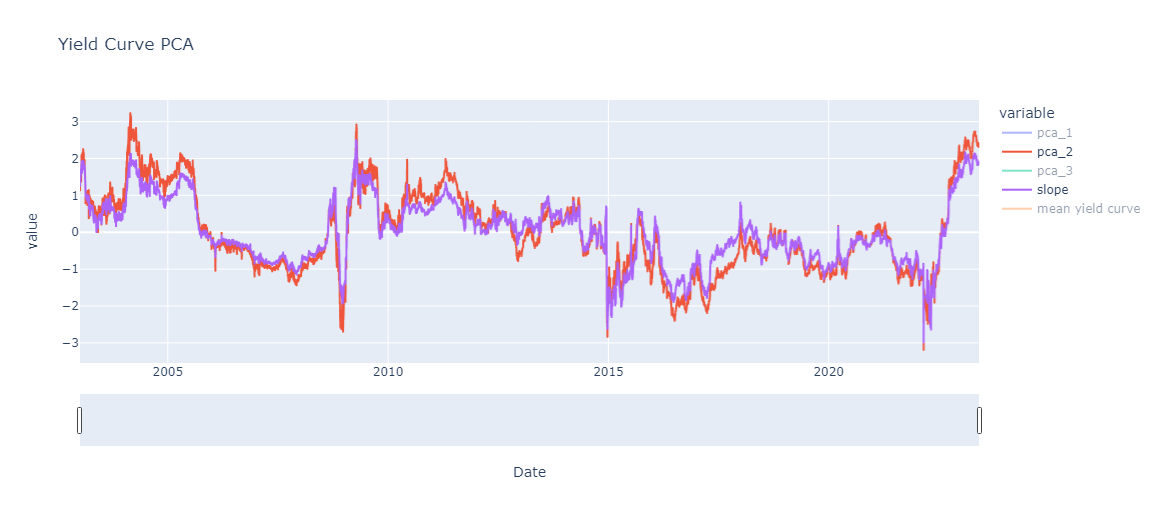 Yield Curve PCA
variable
pca_1
pca_2
pca_3
slope
mean yield curve
value
3
2
1
0
−1
−2
−3
2005 2010 2015 2020
Date